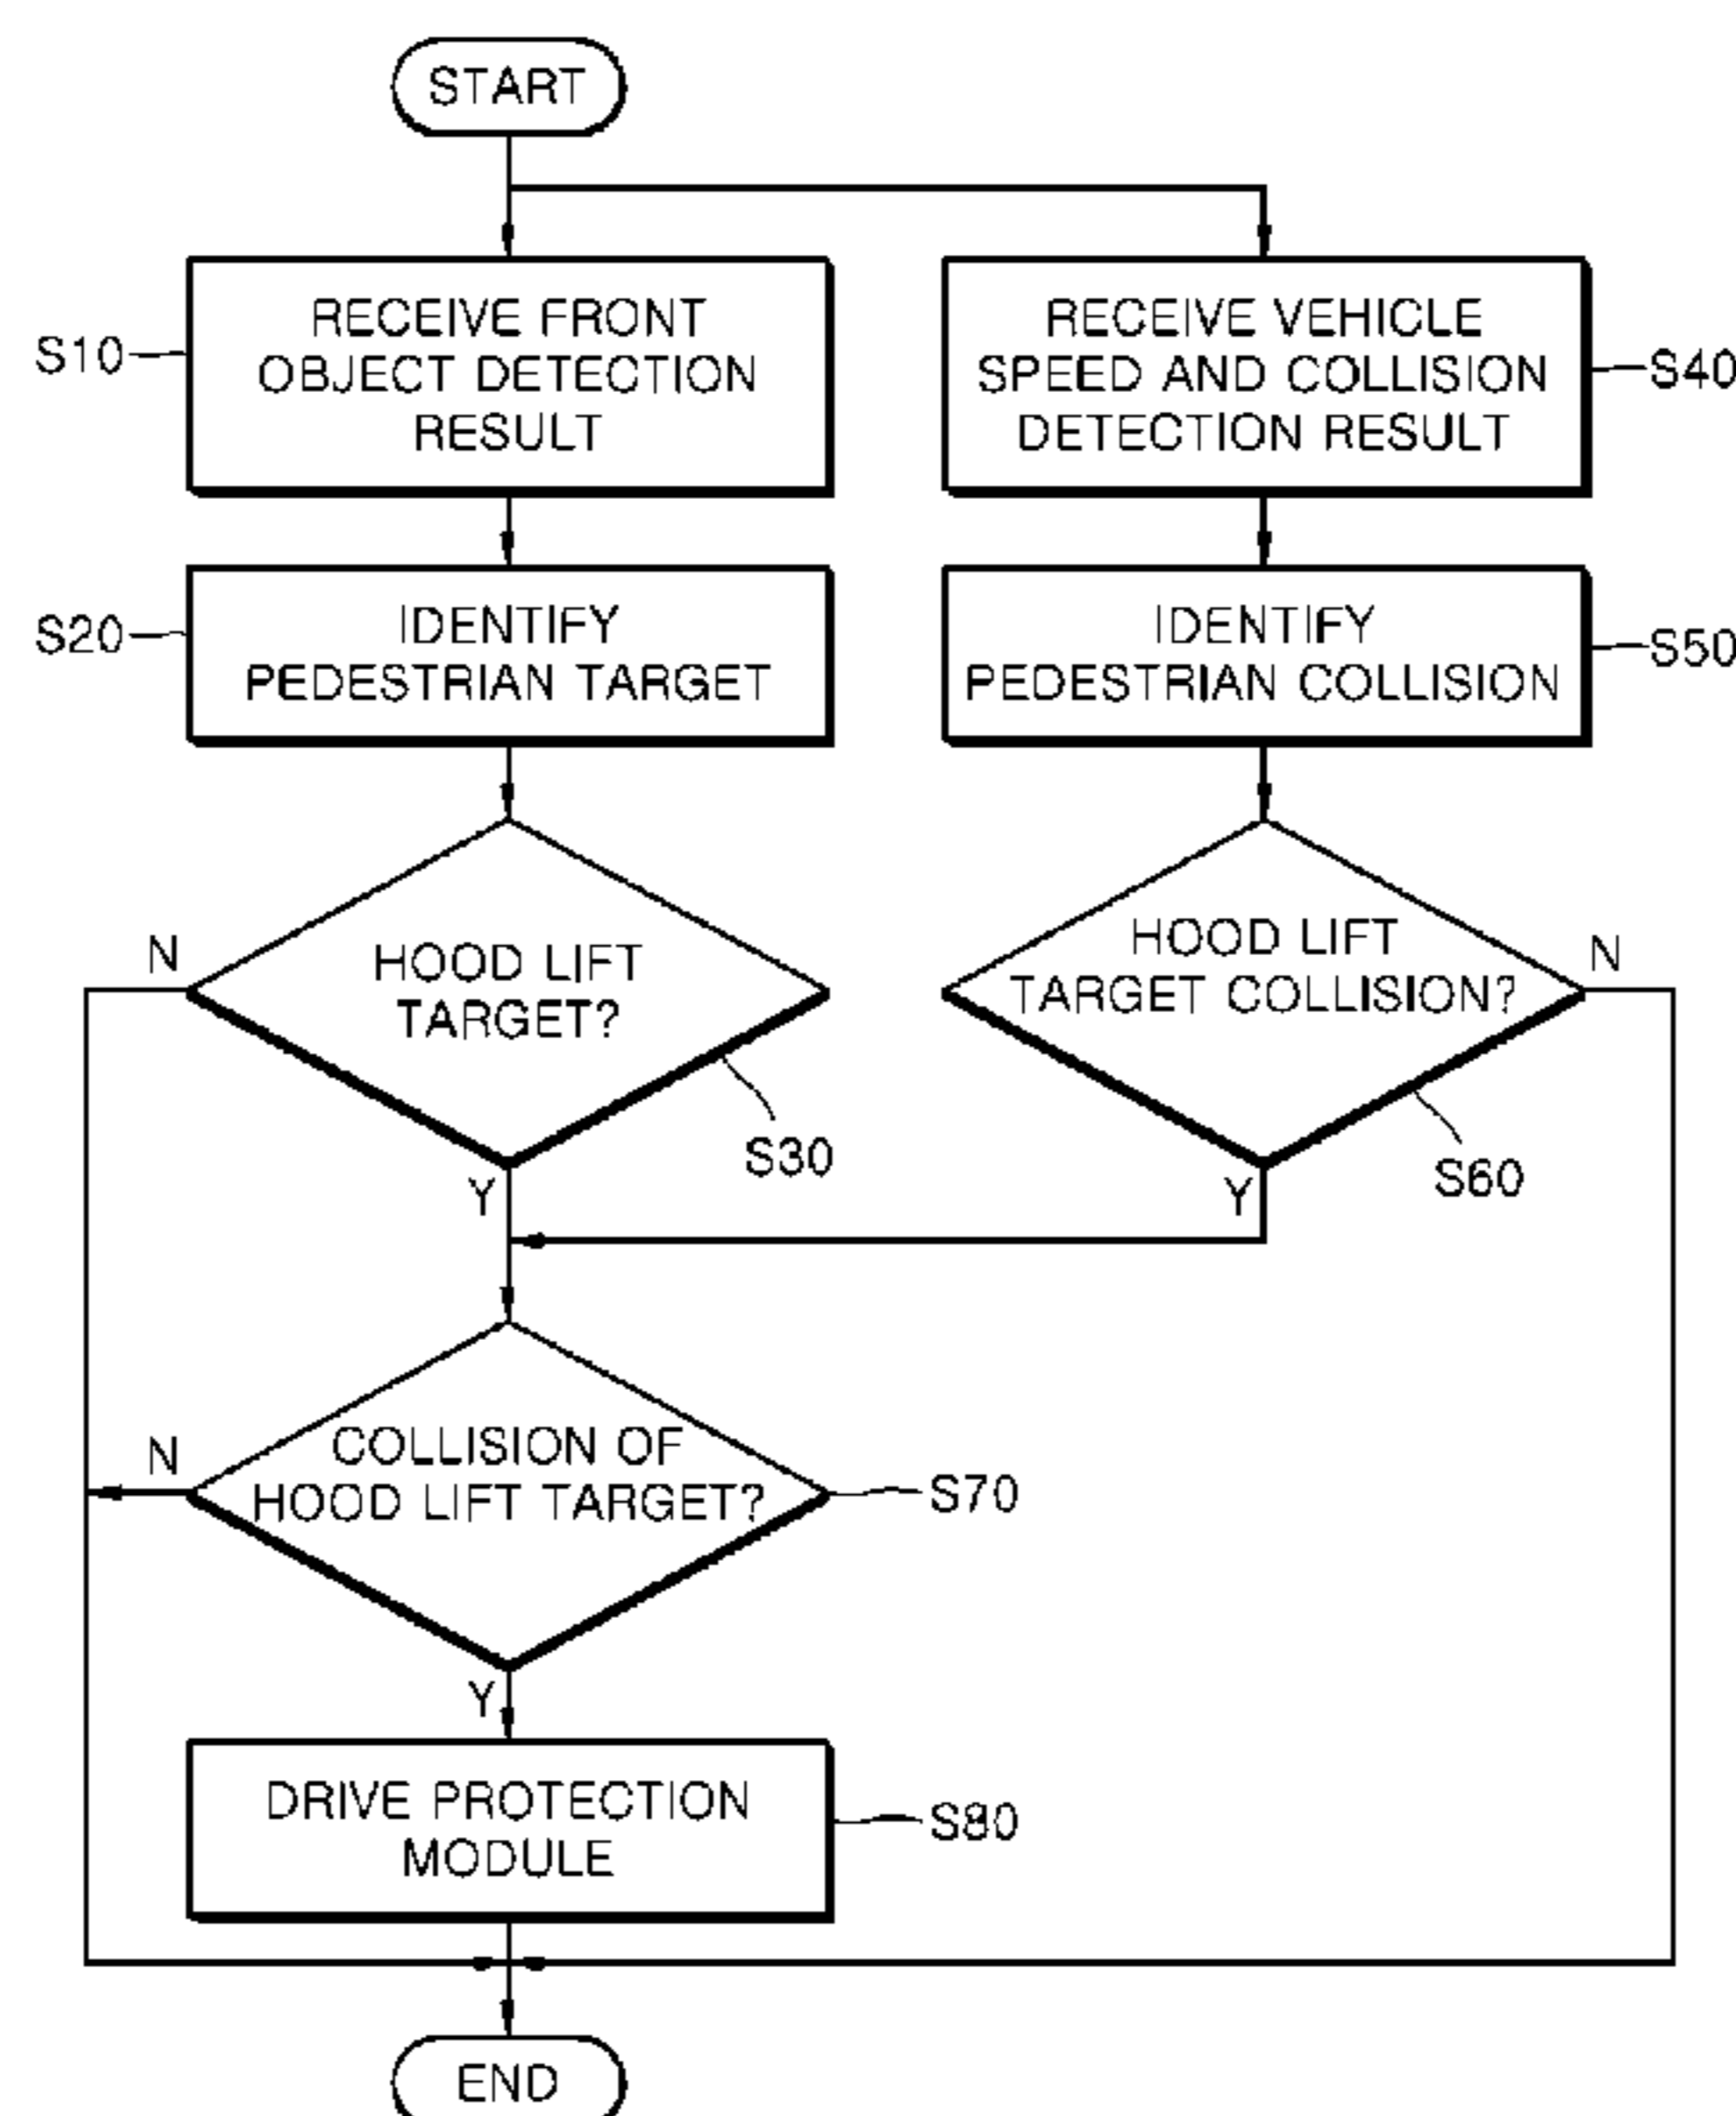 START
RECEIVE FRONT
OBJECT DETECTION
RESULT
S10
RECEIVE VEHICLE
SPEED AND COLLISION
DETECTION RESULT
S40
IDENTIFY
PEDESTRIAN TARGET
S20
IDENTIFY
PEDESTRIAN COLLISION
S50
HOOD LIFT
TARGET?
N
S30
Y
HOOD LIFT
TARGET COLLISION?
N
S60
Y
COLLISION OF
HOOD LIFT TARGET?
N
S70
Y
DRIVE PROTECTION
MODULE
S80
END